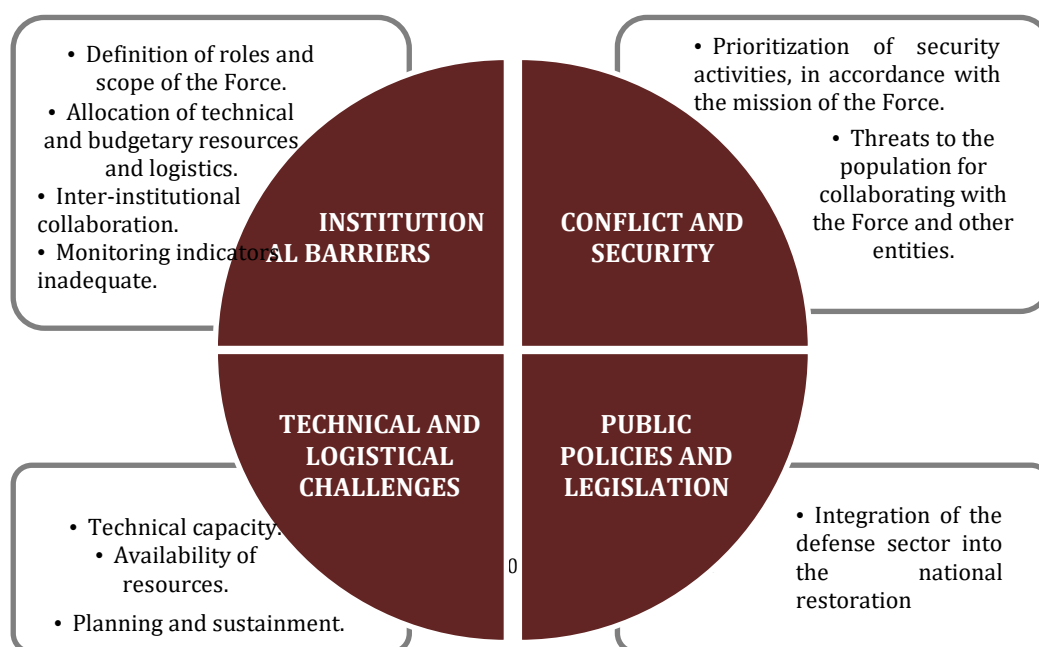 • Definition of roles and
scope of the Force.
• Allocation of technical
and budgetary resources
and logistics.
• Inter-institutional
collaboration.
• Monitoring indicators
inadequate.
• Prioritization of security
activities, in accordance with
the mission of the Force.
• Threats to the
population for
collaborating with
the Force and other
entities.
INSTITUTION
AL BARRIERS
CONFLICT AND
SECURITY
TECHNICAL AND
LOGISTICAL
CHALLENGES
PUBLIC
POLICIES AND
LEGISLATION
• Technical capacity.
• Availability of
resources.
• Planning and sustainment.
0
• Integration of the
defense sector into
the national
restoration